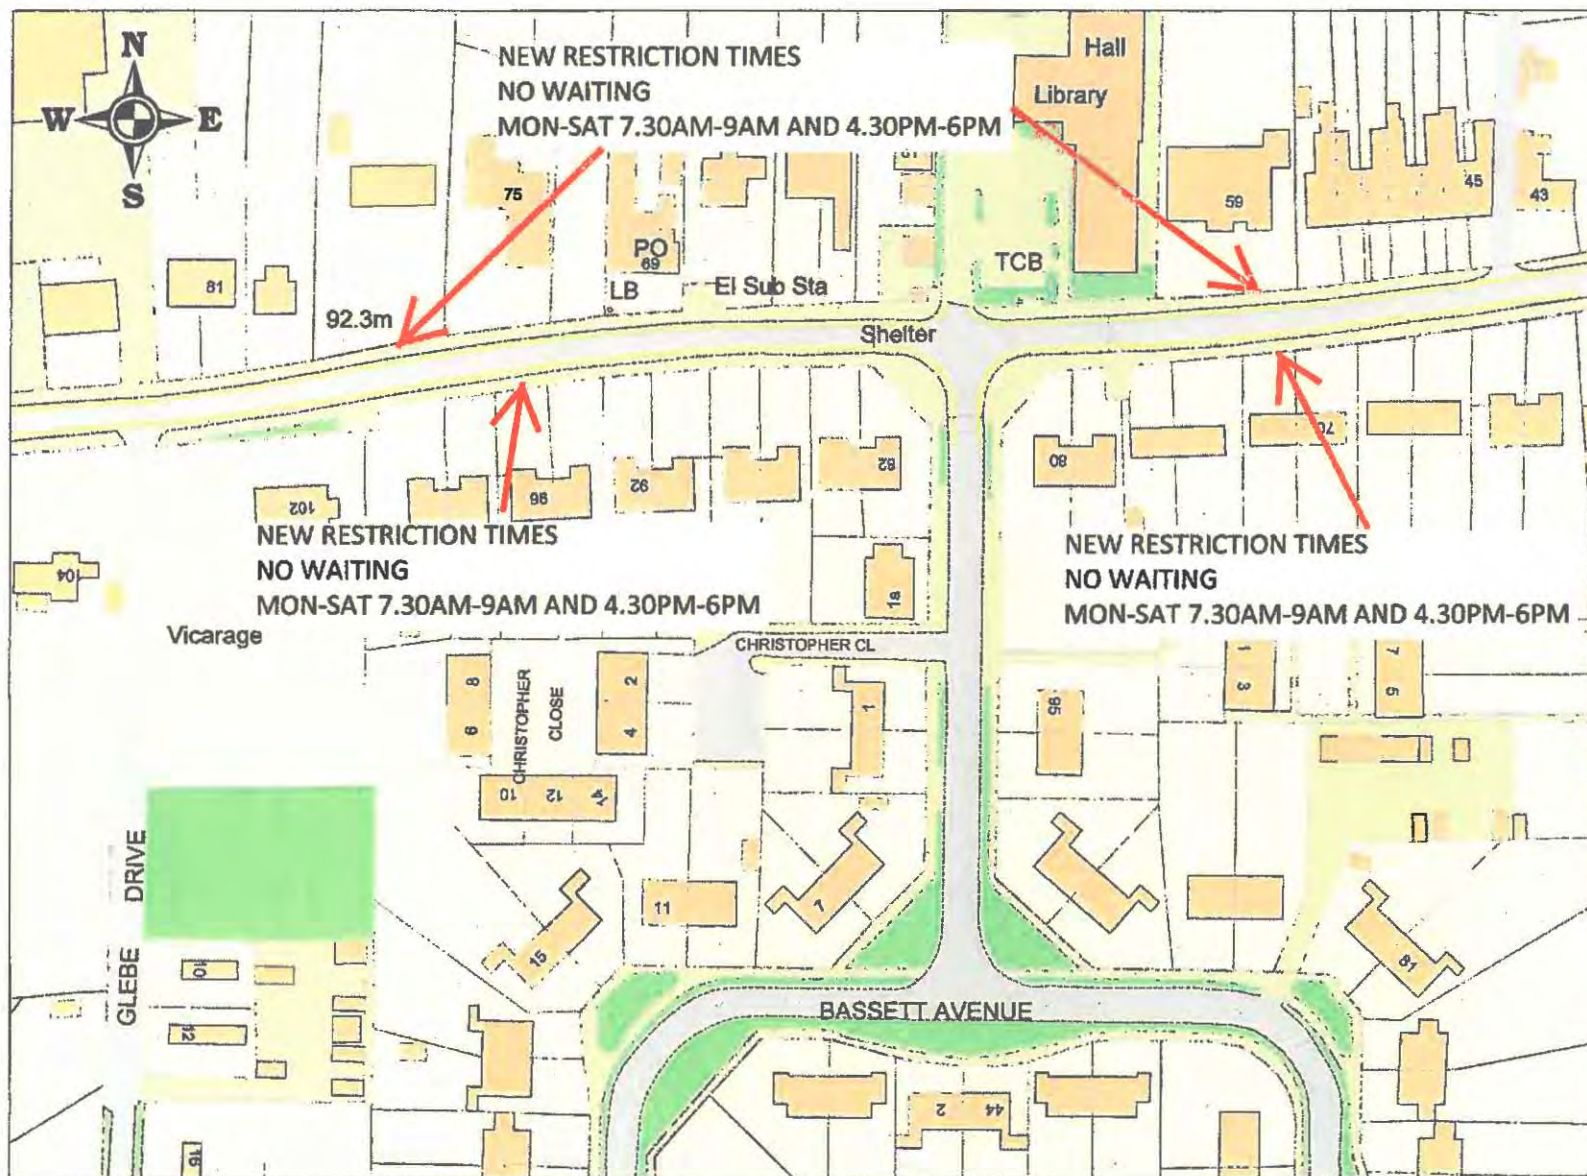 N
W E
S
NEW RESTRICTION TIMES
NO WAITING
MON-SAT 7.30AM-9AM AND 4.30PM-6PM
Hall
Library
75
PO
69
LB
El Sub Sta
TCB
59
45
43
81
92.3m
Shelter
102
96
92
82
80
70
104
NEW RESTRICTION TIMES
NO WAITING
MON-SAT 7.30AM-9AM AND 4.30PM-6PM
NEW RESTRICTION TIMES
NO WAITING
MON-SAT 7.30AM-9AM AND 4.30PM-6PM
18
Vicarage
CHRISTOPHER CL
8
6
CHRISTOPHER
CLOSE
2
4
1
95
1
3
7
5
10
12
GLEBE DRIVE
15
11
7
81
10
12
BASSETT AVENUE
2
44
16